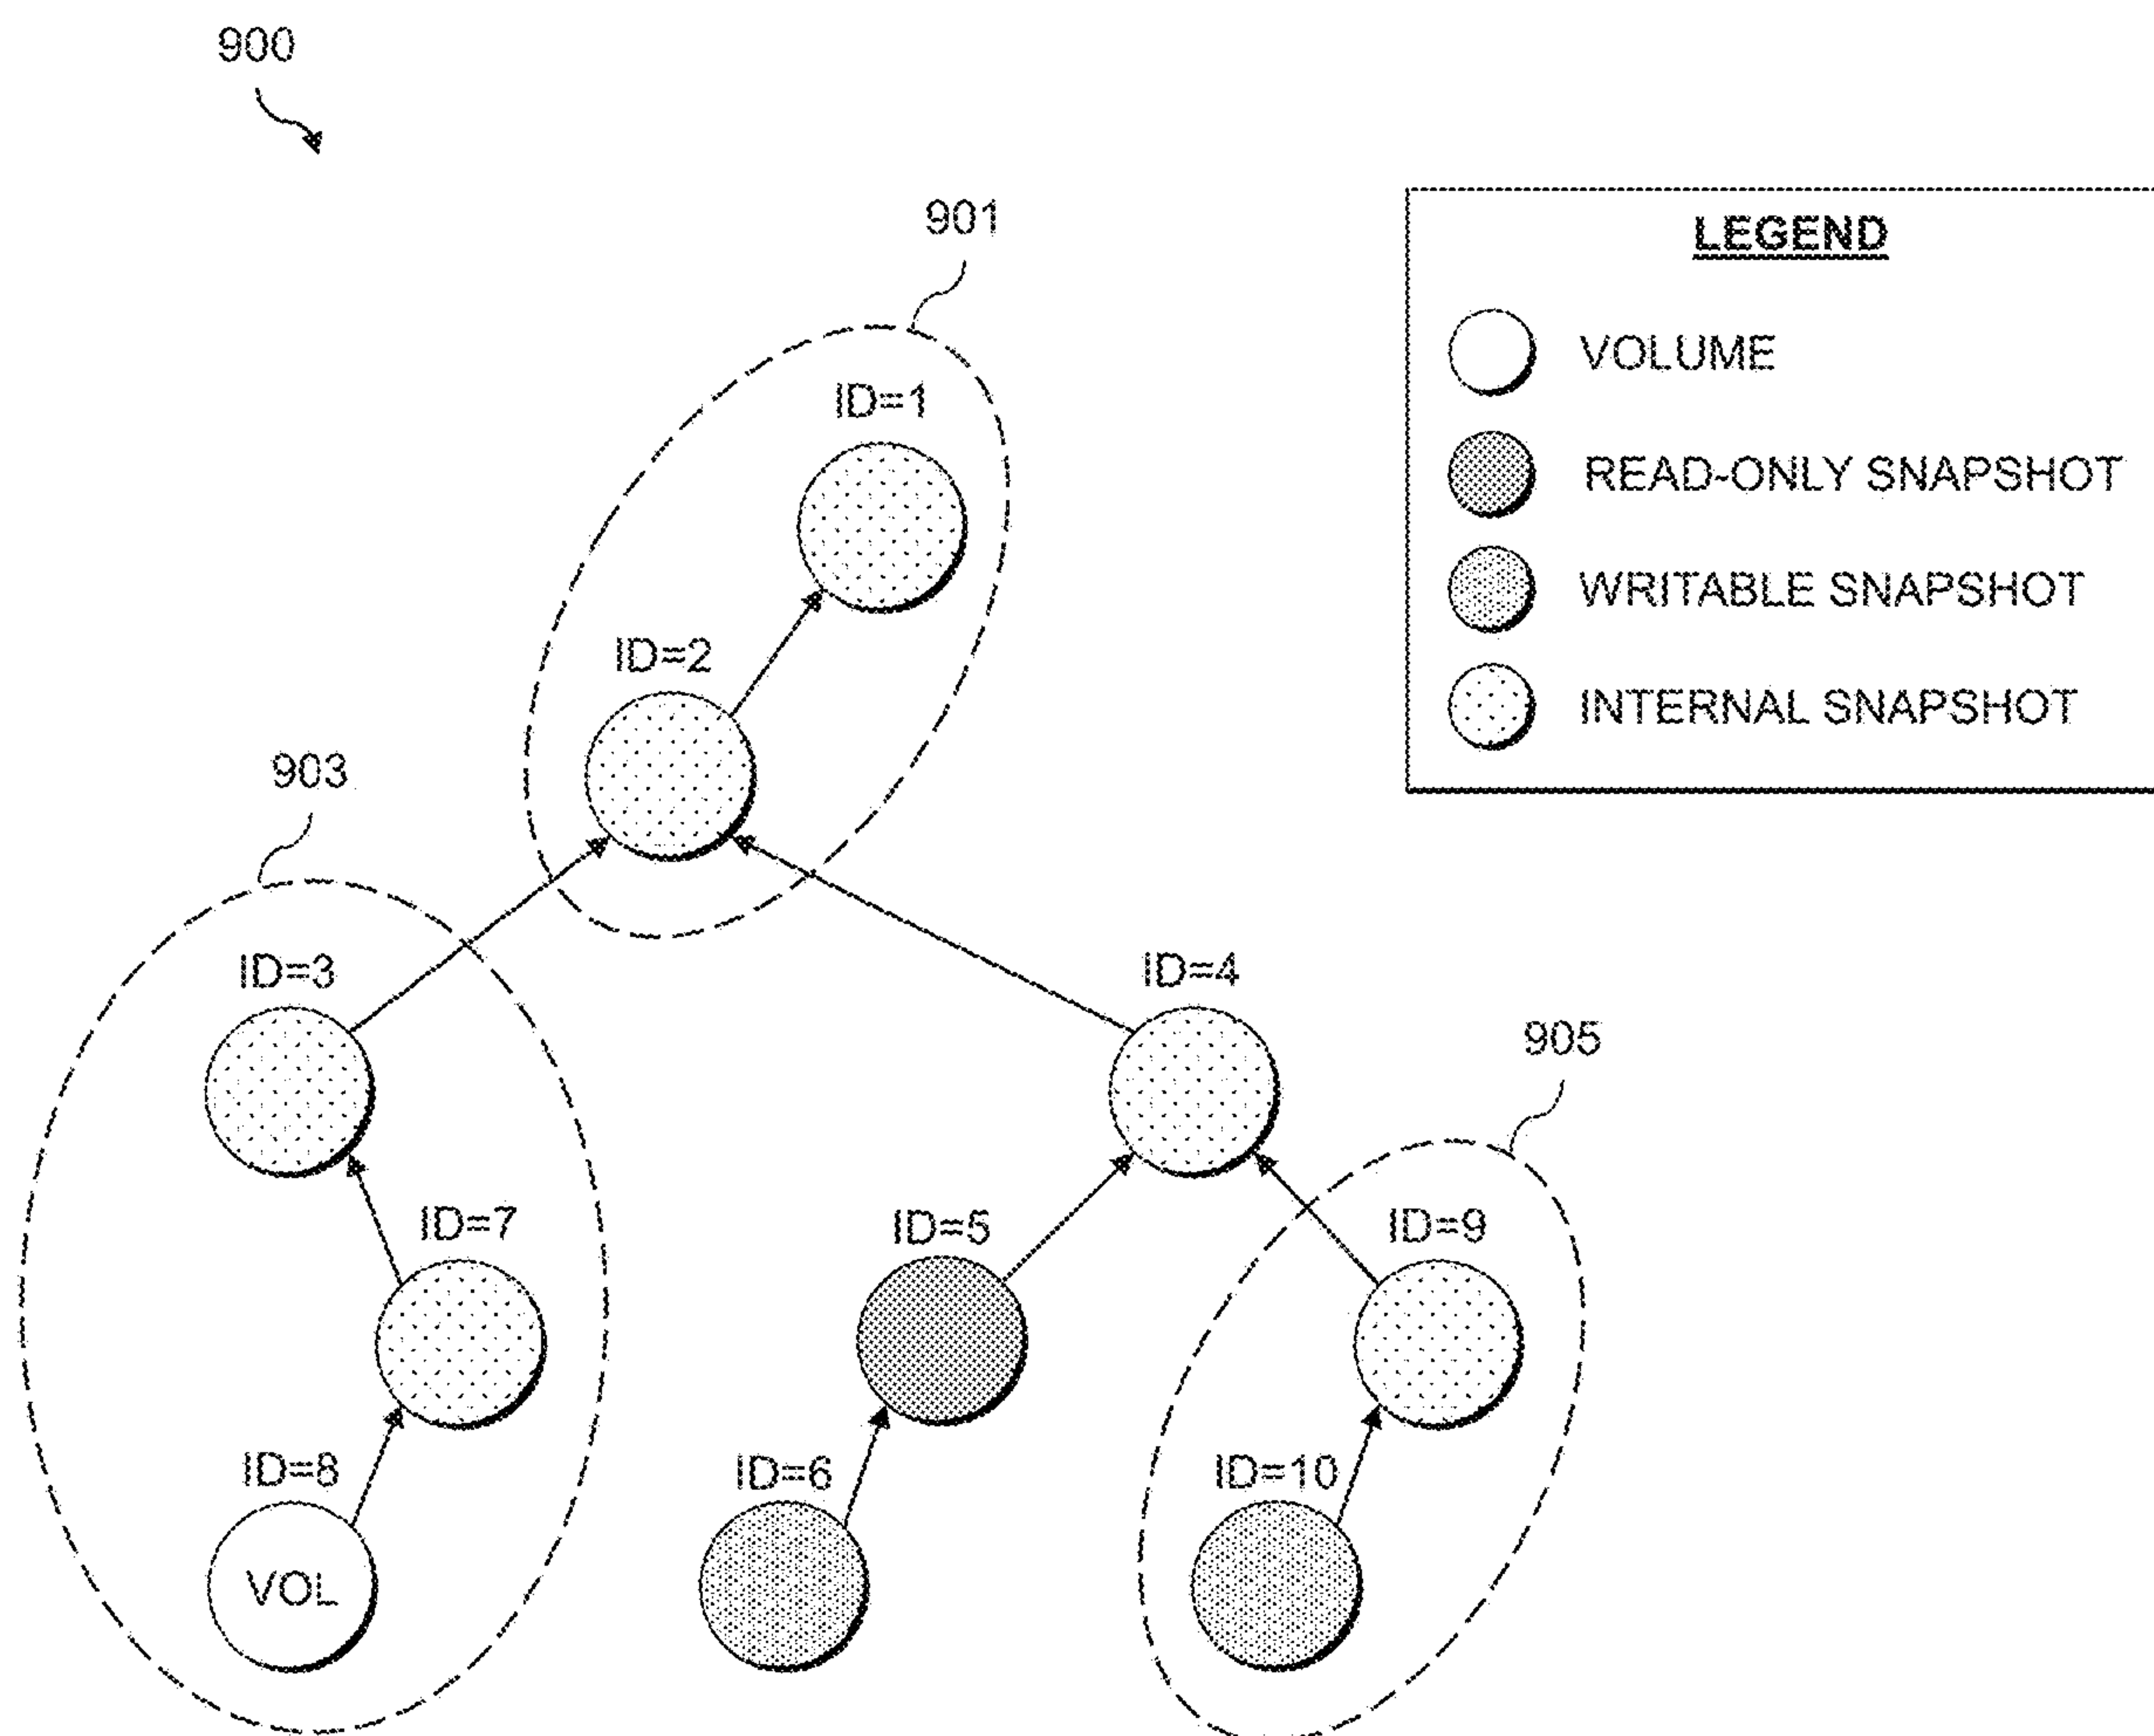 900
901
LEGEND
VOLUME
READ-ONLY SNAPSHOT
WRITABLE SNAPSHOT
INTERNAL SNAPSHOT
ID=1
ID=2
903
ID=3
ID=4
905
ID=7
ID=5
ID=9
ID=8
ID=6
ID=10
VOL